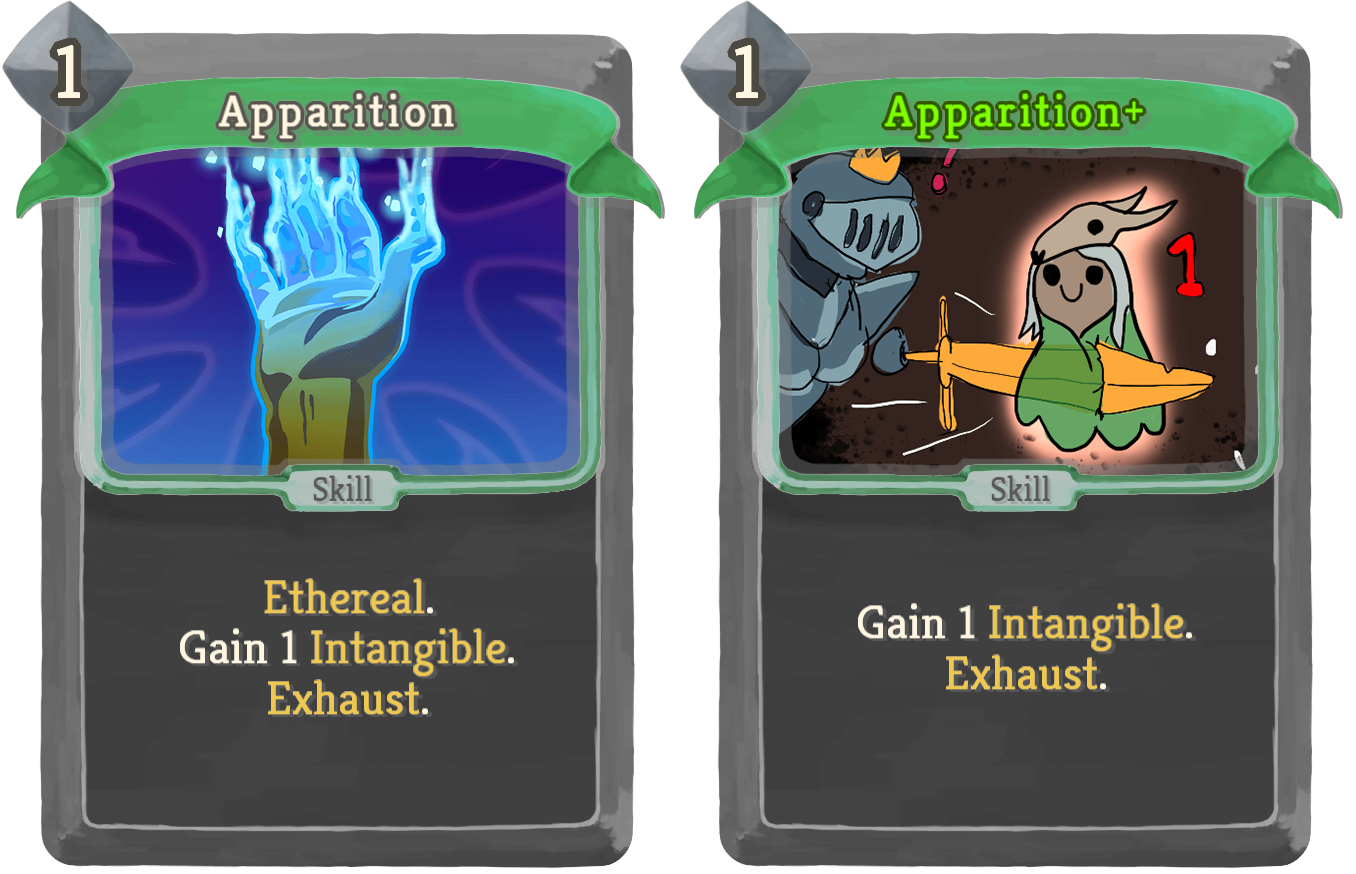 1
Apparition
Skill
Ethereal.
Gain 1 Intangible.
Exhaust.
1
Apparition+
!
1
Skill
Gain 1 Intangible.
Exhaust.